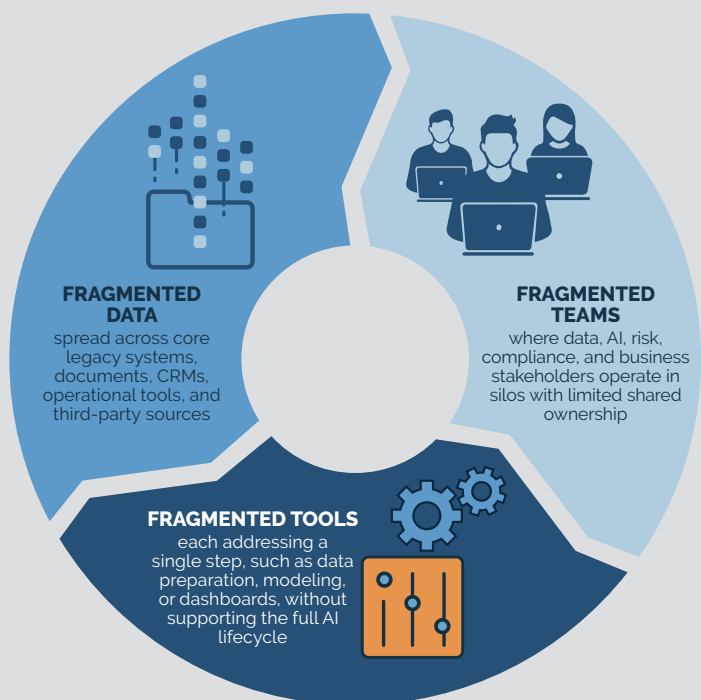 FRAGMENTED
DATA
spread across core
legacy systems,
documents, CRMs,
operational tools, and
third-party sources
FRAGMENTED
TEAMS
where data, AI, risk,
compliance, and business
stakeholders operate in
silos with limited shared
ownership
FRAGMENTED TOOLS
each addressing a
single step, such as data
preparation, modeling,
or dashboards, without
supporting the full AI
lifecycle